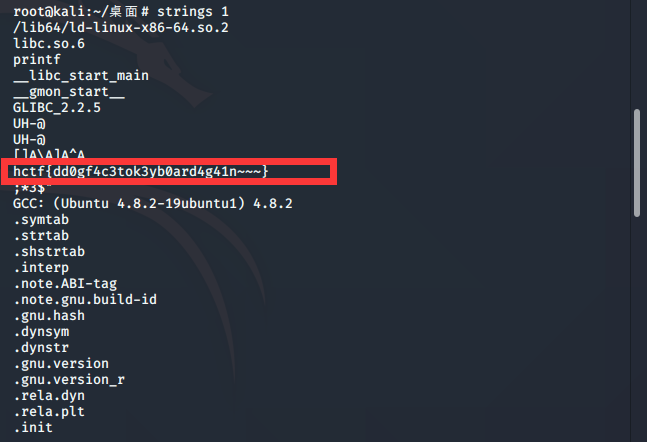 root@kali:~/桌面# strings 1
/lib64/ld-linux-x86-64.so.2
libc.so.6
printf
__libc_start_main
__gmon_start__
GLIBC_2.2.5
UH-@
UH-@
[]A\A]A^A_
hctf{dd0gf4c3tok3yb0ard4g41n~~~}
;*3$"
GCC: (Ubuntu 4.8.2-19ubuntu1) 4.8.2
.symtab
.strtab
.shstrtab
.interp
.note.ABI-tag
.note.gnu.build-id
.gnu.hash
.dynsym
.dynstr
.gnu.version
.gnu.version_r
.rela.dyn
.rela.plt
.init